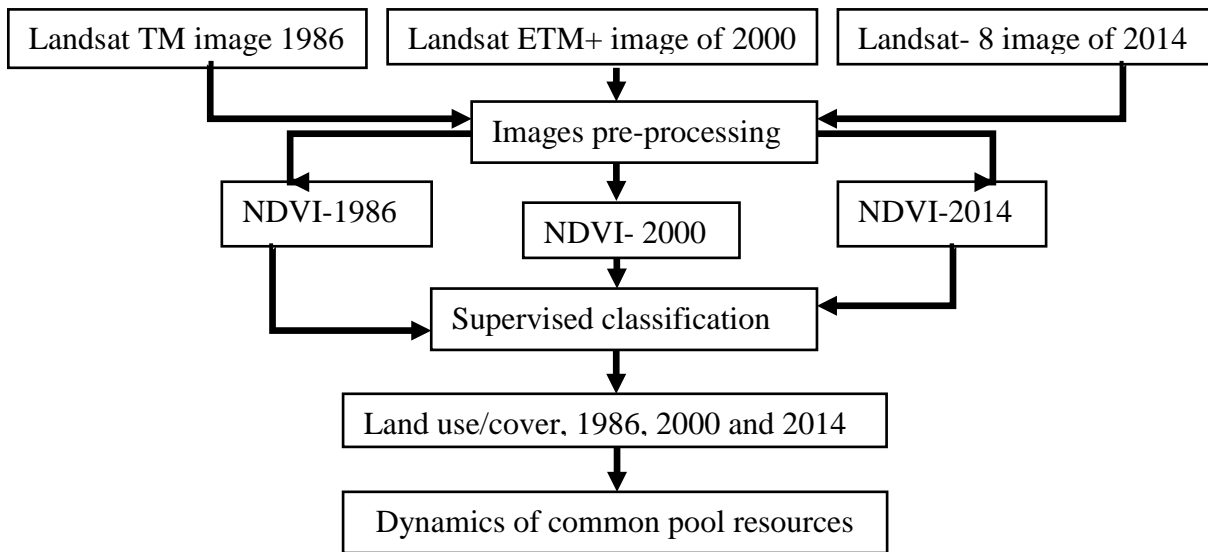 Landsat TM image 1986
Landsat ETM+ image of 2000
Landsat- 8 image of 2014
Images pre-processing
NDVI-1986
NDVI- 2000
NDVI-2014
Supervised classification
Land use/cover, 1986, 2000 and 2014
Dynamics of common pool resources